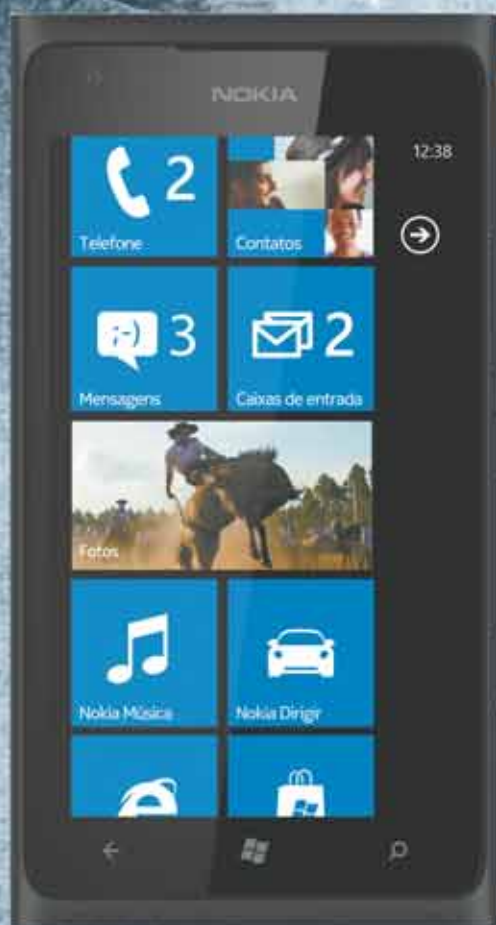 NOKIA
12:38
2
Telefone
Contatos
;-) 3
Mensagens
2
Caixas de entrada
Fotos
Nokia Música
Nokia Dirigir